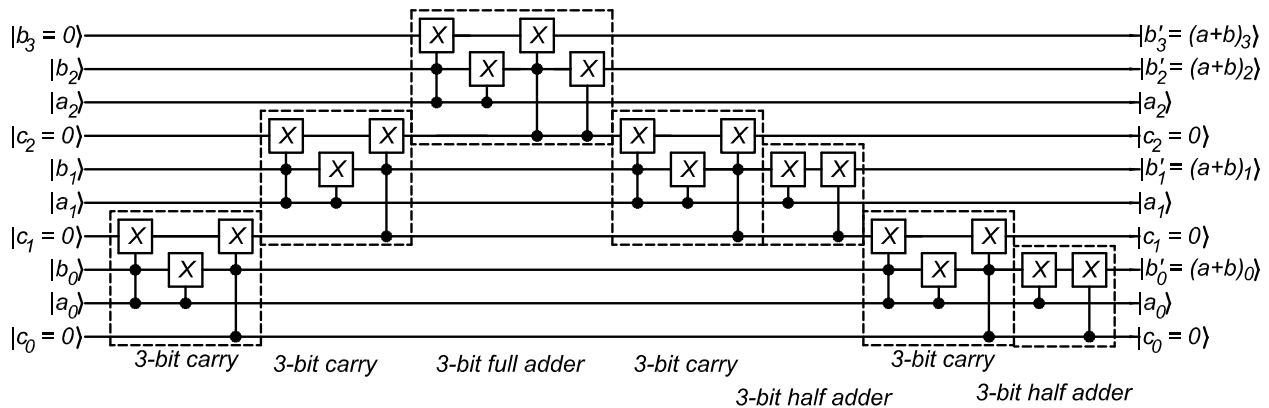 |b₃ = 0⟩ X X |b'₃ = (a+b)₃⟩
|b₂⟩ X X |b'₂ = (a+b)₂⟩
|a₂⟩ |a₂⟩
|c₂ = 0⟩ X X X X |c₂ = 0⟩
|b₁⟩ X X X X |b'₁ = (a+b)₁⟩
|a₁⟩ |a₁⟩
|c₁ = 0⟩ X X X X |c₁ = 0⟩
|b₀⟩ X X X X |b'₀ = (a+b)₀⟩
|a₀⟩ |a₀⟩
|c₀ = 0⟩ |c₀ = 0⟩
3-bit carry 3-bit carry 3-bit full adder 3-bit carry 3-bit carry
3-bit half adder 3-bit half adder